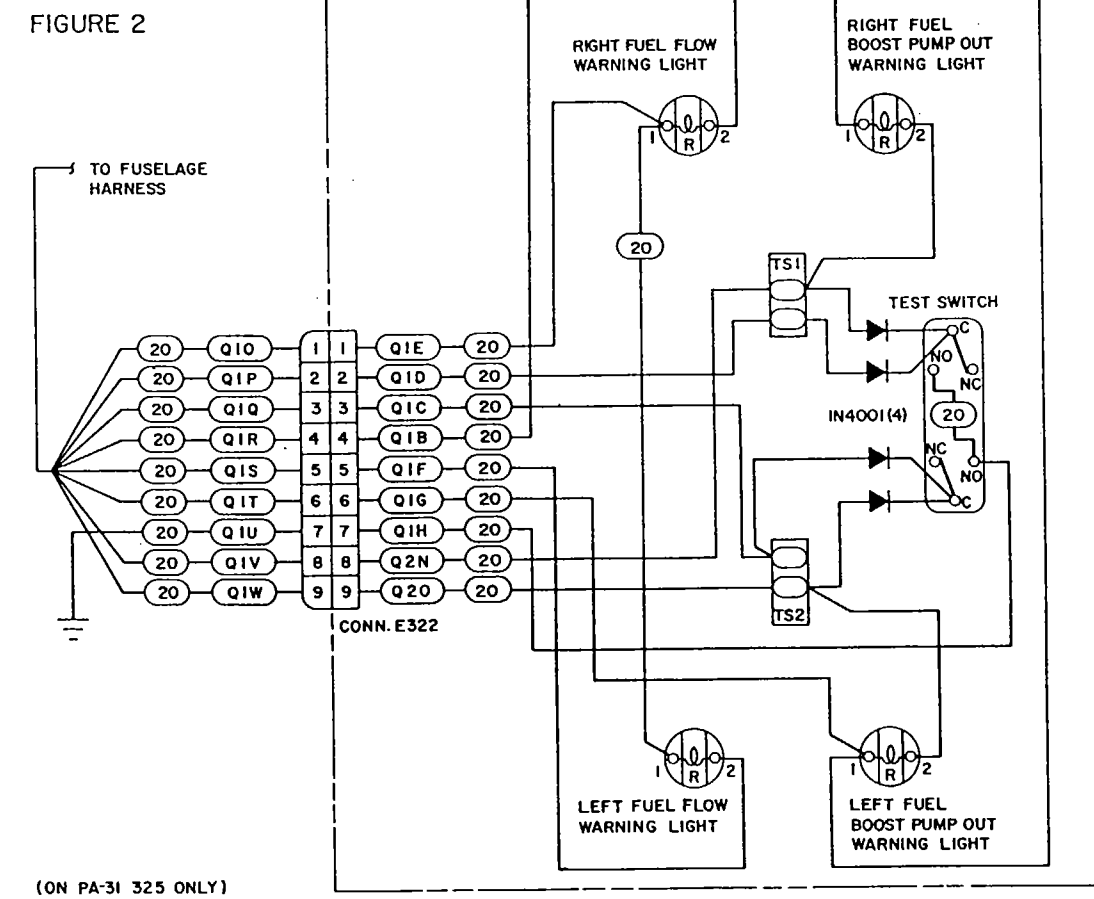 FIGURE 2
RIGHT FUEL FLOW
WARNING LIGHT
RIGHT FUEL
BOOST PUMP OUT
WARNING LIGHT
1 R 2
1 R 2
TO FUSELAGE
HARNESS
20
TS1
TEST SWITCH
C
NO
NC
20
1N4001(4)
NC
NO
C
20 Q1O 1 1 Q1E 20
20 Q1P 2 2 Q1D 20
20 Q1Q 3 3 Q1C 20
20 Q1R 4 4 Q1B 20
20 Q1S 5 5 Q1F 20
20 Q1T 6 6 Q1G 20
20 Q1U 7 7 Q1H 20
20 Q1V 8 8 Q2N 20
20 Q1W 9 9 Q2O 20
TS2
CONN. E322
1 R 2
1 R 2
LEFT FUEL FLOW
WARNING LIGHT
LEFT FUEL
BOOST PUMP OUT
WARNING LIGHT
(ON PA-31 325 ONLY)